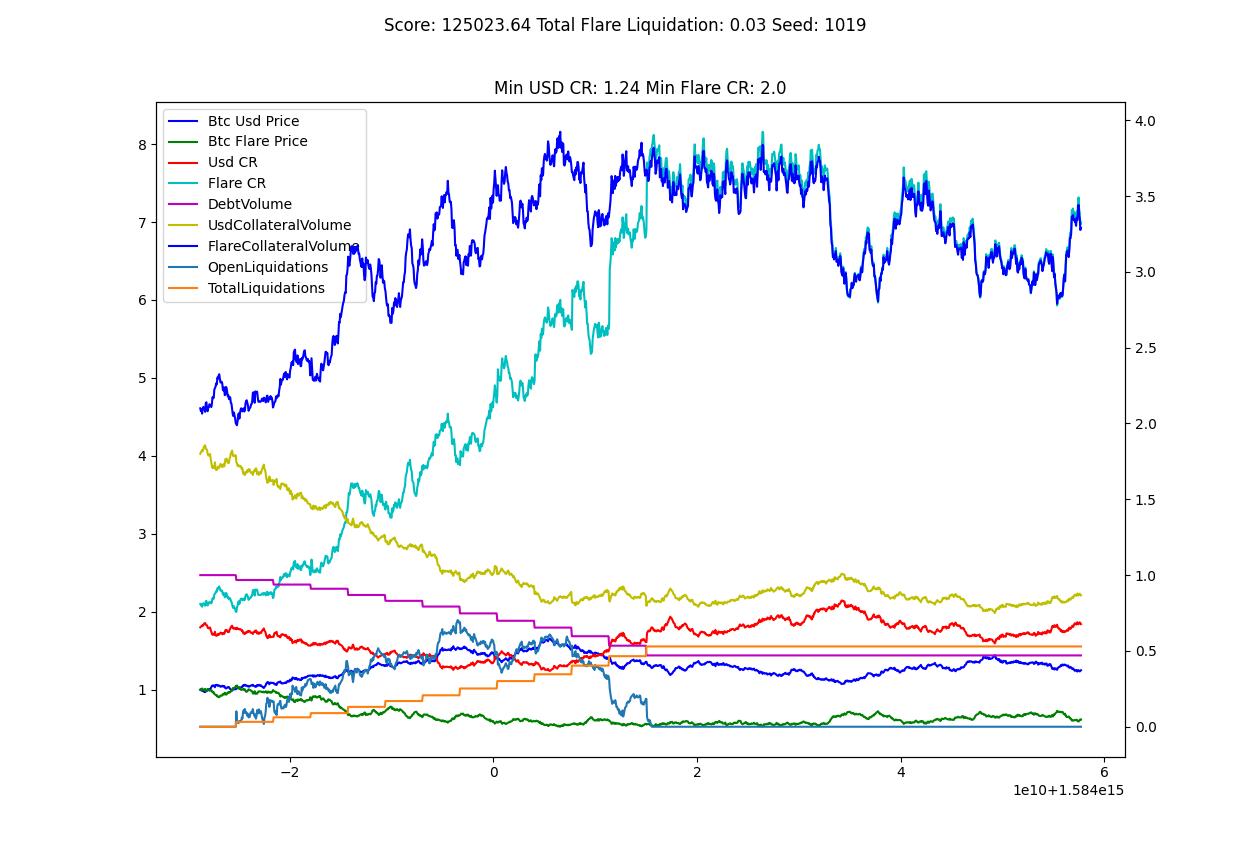 Score: 125023.64 Total Flare Liquidation: 0.03 Seed: 1019
Min USD CR: 1.24 Min Flare CR: 2.0
Btc Usd Price
Btc Flare Price
Usd CR
Flare CR
DebtVolume
UsdCollateralVolume
FlareCollateralVolume
OpenLiquidations
TotalLiquidations
8
7
6
5
4
3
2
1
4.0
3.5
3.0
2.5
2.0
1.5
1.0
0.5
0.0
−2
0
2
4
6
1e10+1.584e15